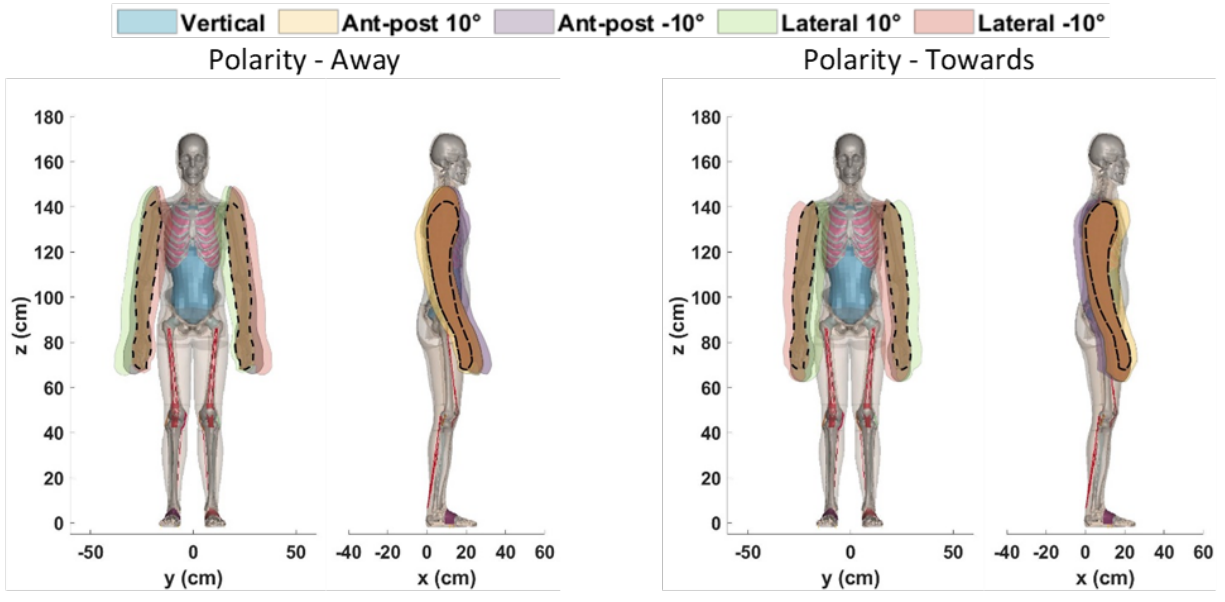 Vertical Ant-post 10° Ant-post -10° Lateral 10° Lateral -10°
Polarity - Away
Polarity - Towards
180
160
140
120
100
80
60
40
20
0
z (cm)
-50 0 50
y (cm)
-40 -20 0 20 40 60
x (cm)
180
160
140
120
100
80
60
40
20
0
z (cm)
-50 0 50
y (cm)
-40 -20 0 20 40 60
x (cm)